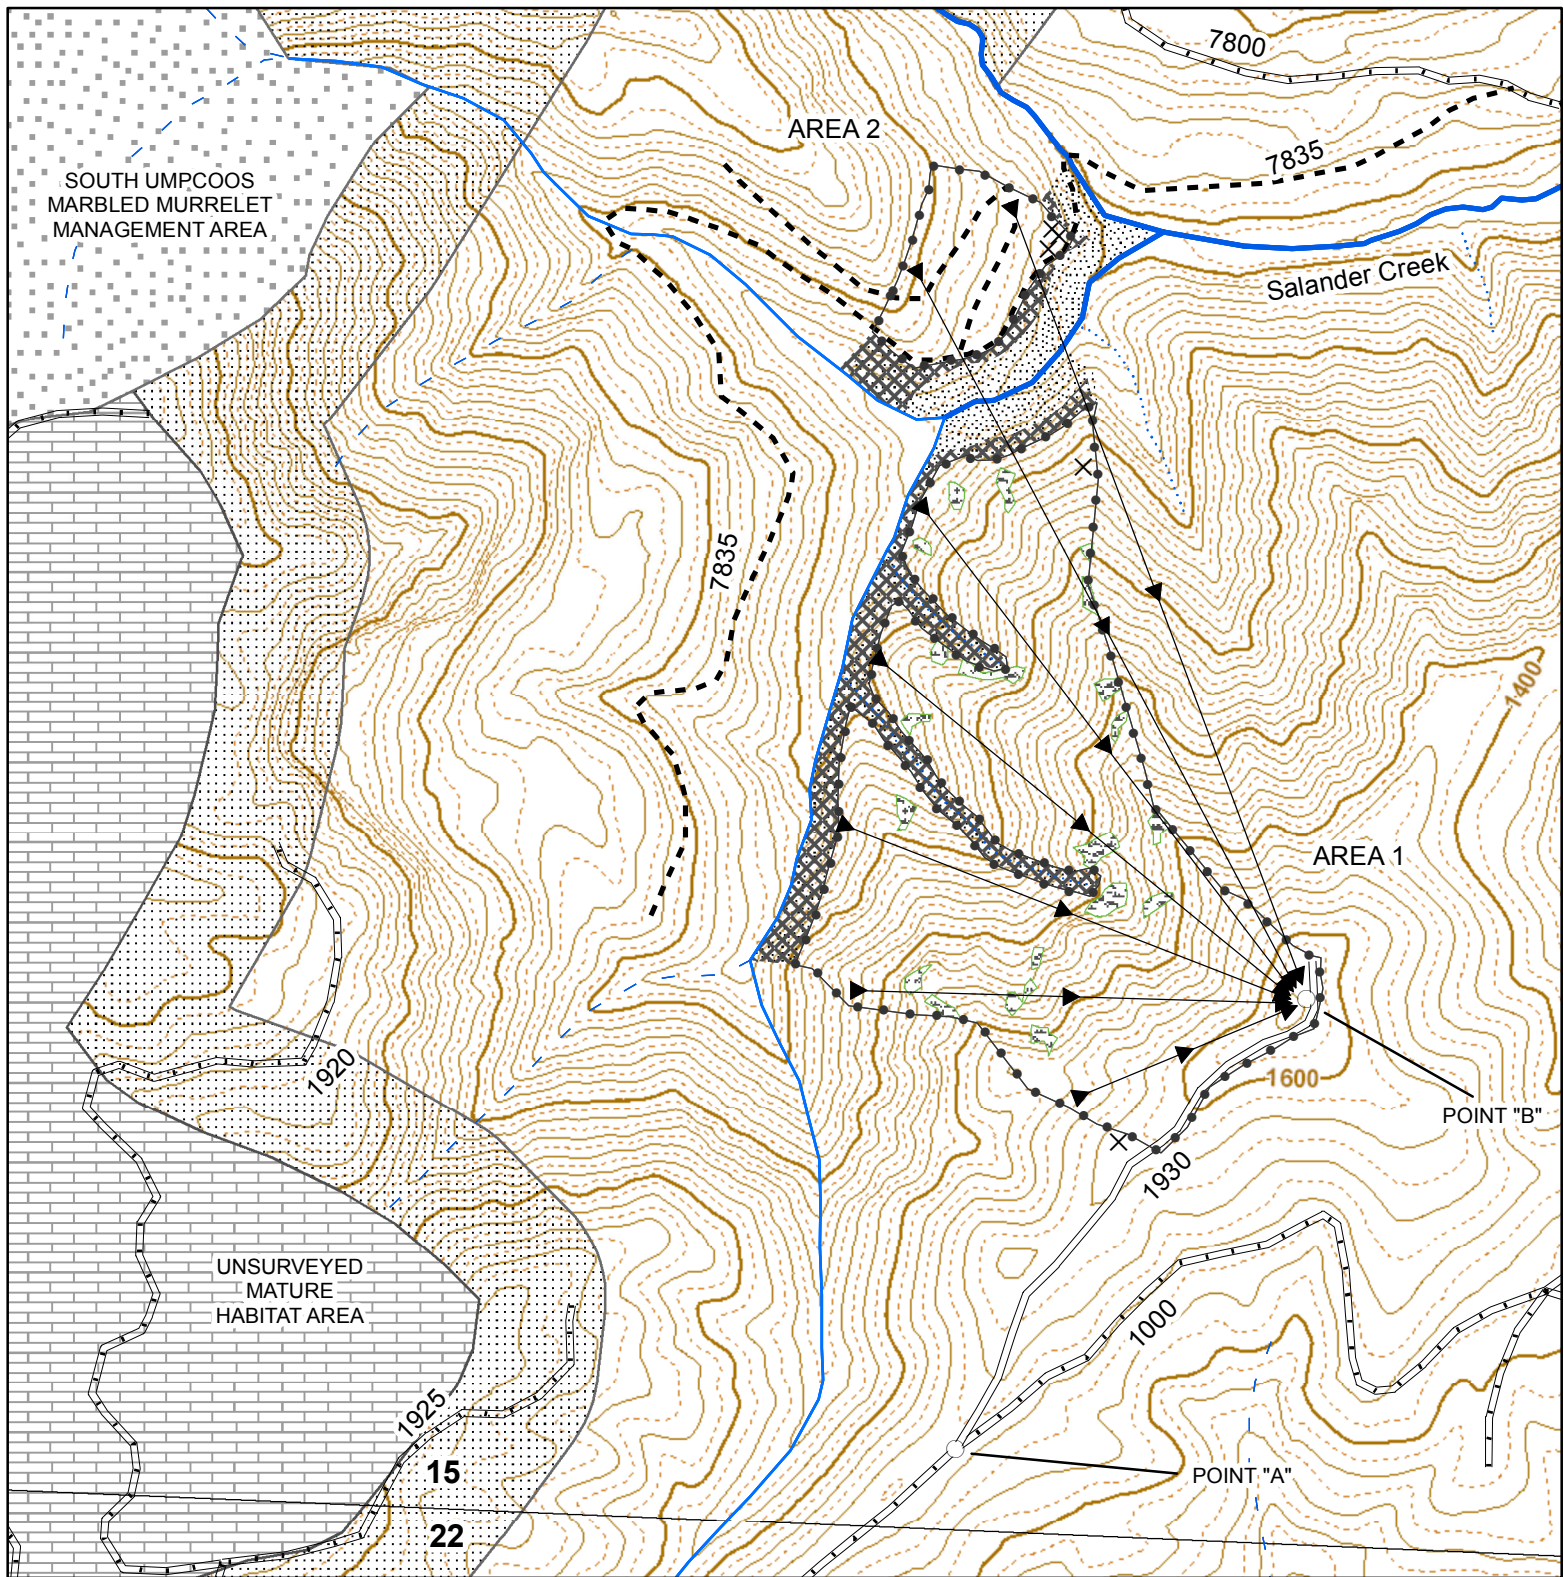 7800
AREA 2
7835
SOUTH UMPCOOS
MARBLED MURRELET
MANAGEMENT AREA
Salander Creek
7835
1400
AREA 1
1920
1600
POINT "B"
1930
UNSURVEYED
MATURE
HABITAT AREA
1000
1925
15
POINT "A"
22